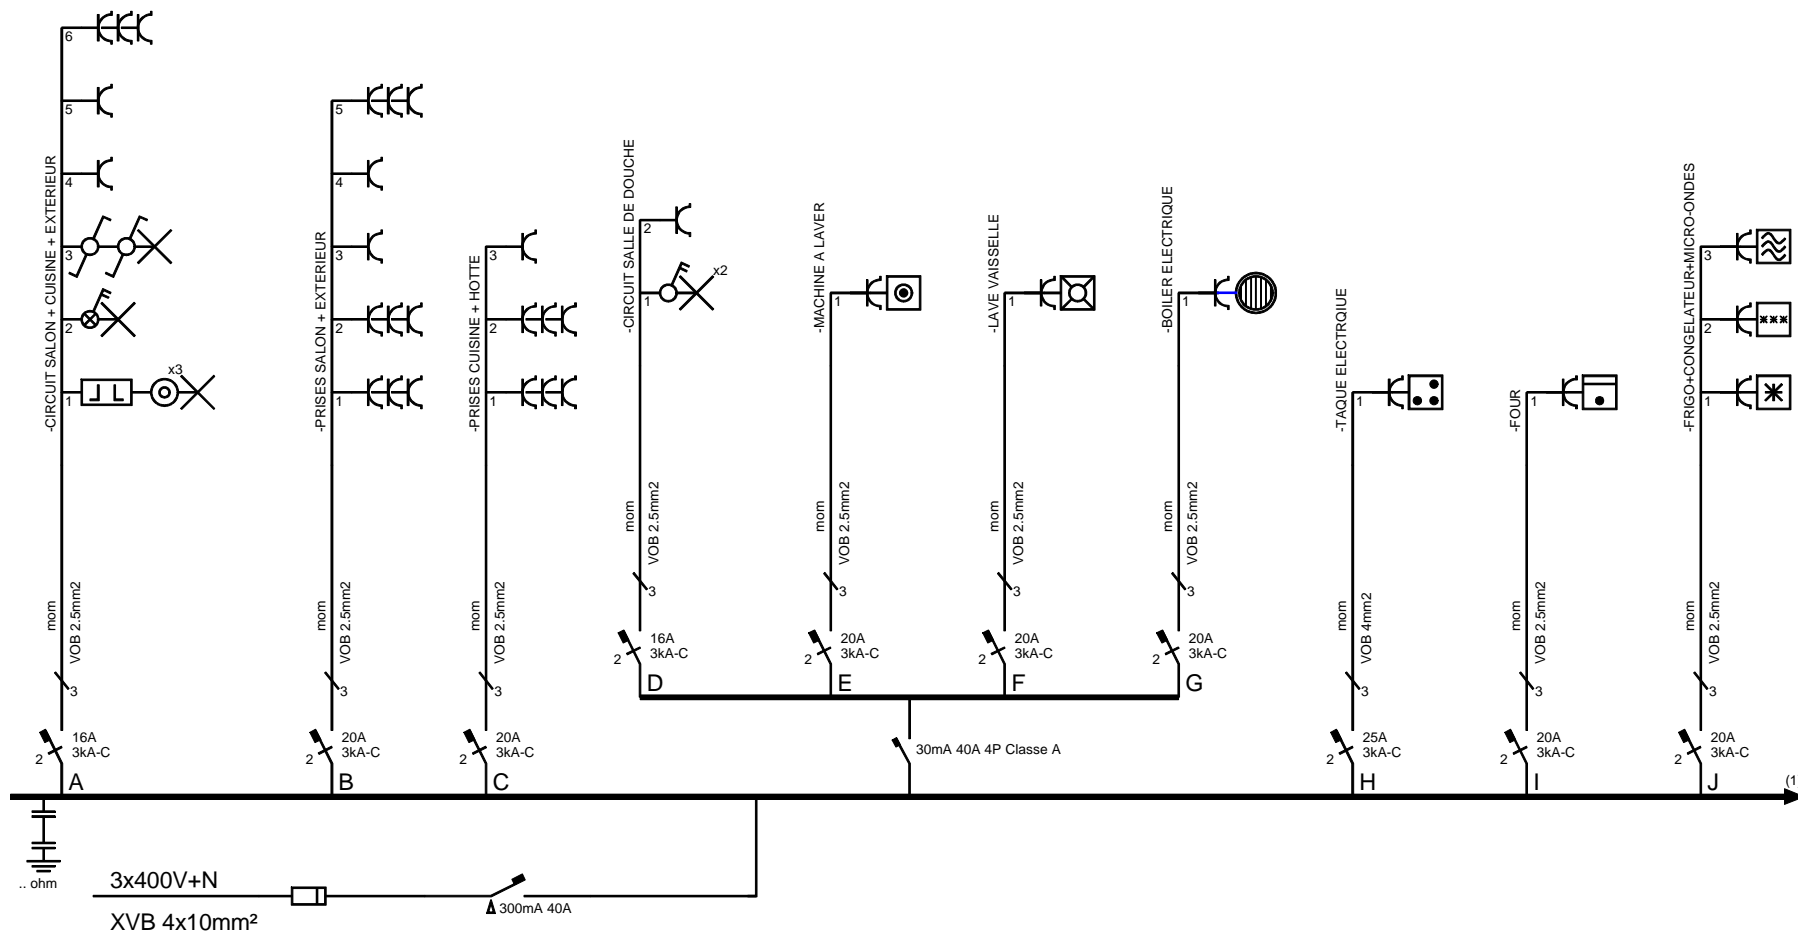 6
5
4
3
2
x3
1
-CIRCUIT SALON + CUISINE + EXTERIEUR
mom
VOB 2.5mm2
3
16A
3kA-C
2
A
5
4
3
2
1
-PRISES SALON + EXTERIEUR
mom
VOB 2.5mm2
3
20A
3kA-C
2
B
3
2
1
-PRISES CUISINE + HOTTE
mom
VOB 2.5mm2
3
20A
3kA-C
2
C
2
x2
1
-CIRCUIT SALLE DE DOUCHE
mom
VOB 2.5mm2
3
16A
3kA-C
2
D
1
-MACHINE A LAVER
mom
VOB 2.5mm2
3
20A
3kA-C
2
E
1
-LAVE VAISSELLE
mom
VOB 2.5mm2
3
20A
3kA-C
2
F
1
-BOILER ELECTRIQUE
mom
VOB 2.5mm2
3
20A
3kA-C
2
G
30mA 40A 4P Classe A
1
-TAQUE ELECTRQIUE
mom
VOB 4mm2
3
25A
3kA-C
2
H
1
-FOUR
mom
VOB 2.5mm2
3
20A
3kA-C
2
I
3
2
1
-FRIGO+CONGELATEUR+MICRO-ONDES
mom
VOB 2.5mm2
3
20A
3kA-C
2
J
(1
.. ohm
3x400V+N
300mA 40A
XVB 4x10mm²